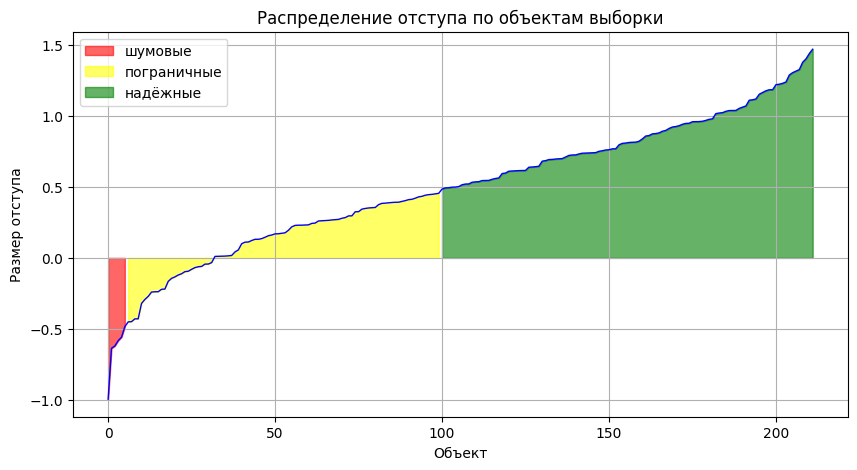 Распределение отступа по объектам выборки
шумовые
пограничные
надёжные
Размер отступа
1.5
1.0
0.5
0.0
−0.5
−1.0
0 50 100 150 200
Объект